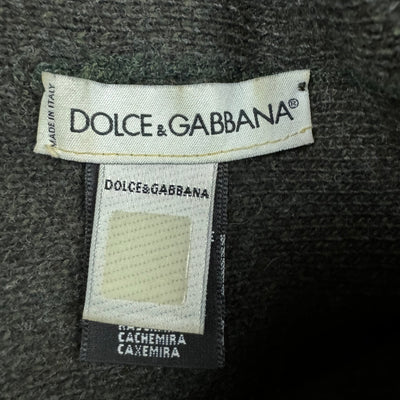 MADE IN ITALY
DOLCE & GABBANA®
DOLCE & GABBANA
CACHEMIRA
CAXEMIRA